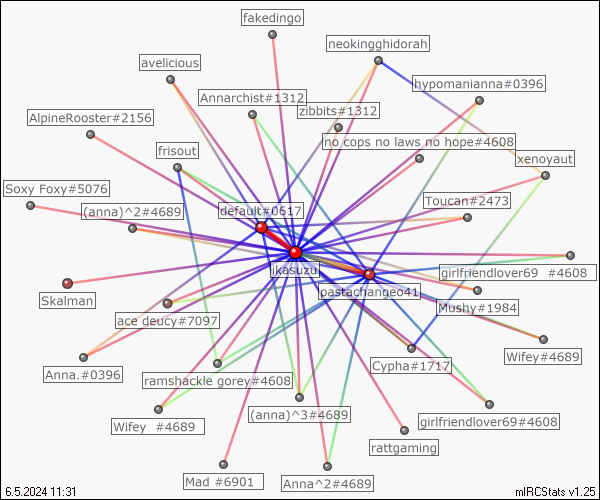 fakedingo
neokingghidorah
avelicious
hypomanianna#0396
Annarchist#1312
zibbits#1312
AlpineRooster#2156
no cops no laws no hope#4608
frisout
xenoyaut
Soxy Foxy#5076
Toucan#2473
(anna)^2#4689
default#0617
ikasuzu
girlfriendlover69 #4608
pastachangeo41
Skalman
Mushy#1984
ace deucy#7097
Wifey#4689
Cypha#1717
Anna.#0396
ramshackle gorey#4608
(anna)^3#4689
girlfriendlover69#4608
Wifey #4689
rattgaming
Mad #6901
Anna^2#4689
6.5.2024 11:31
mIRCStats v1.25